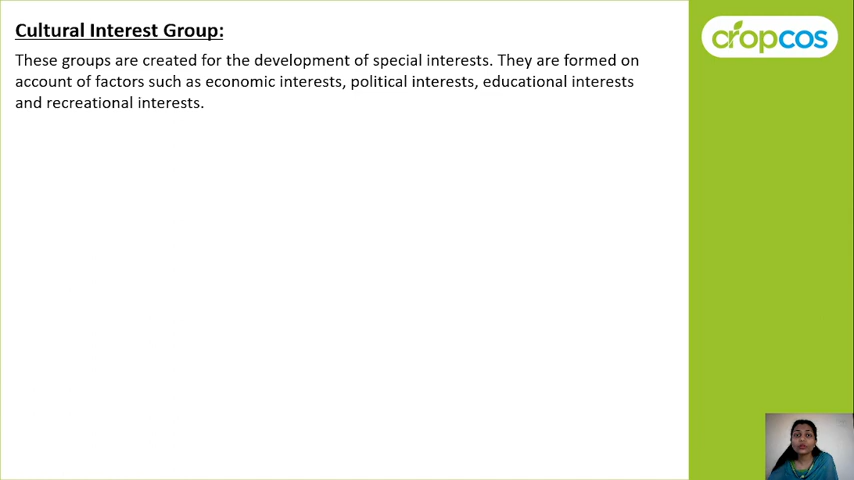 Cultural Interest Group:
cropcos
These groups are created for the development of special interests. They are formed on
account of factors such as economic interests, political interests, educational interests
and recreational interests.